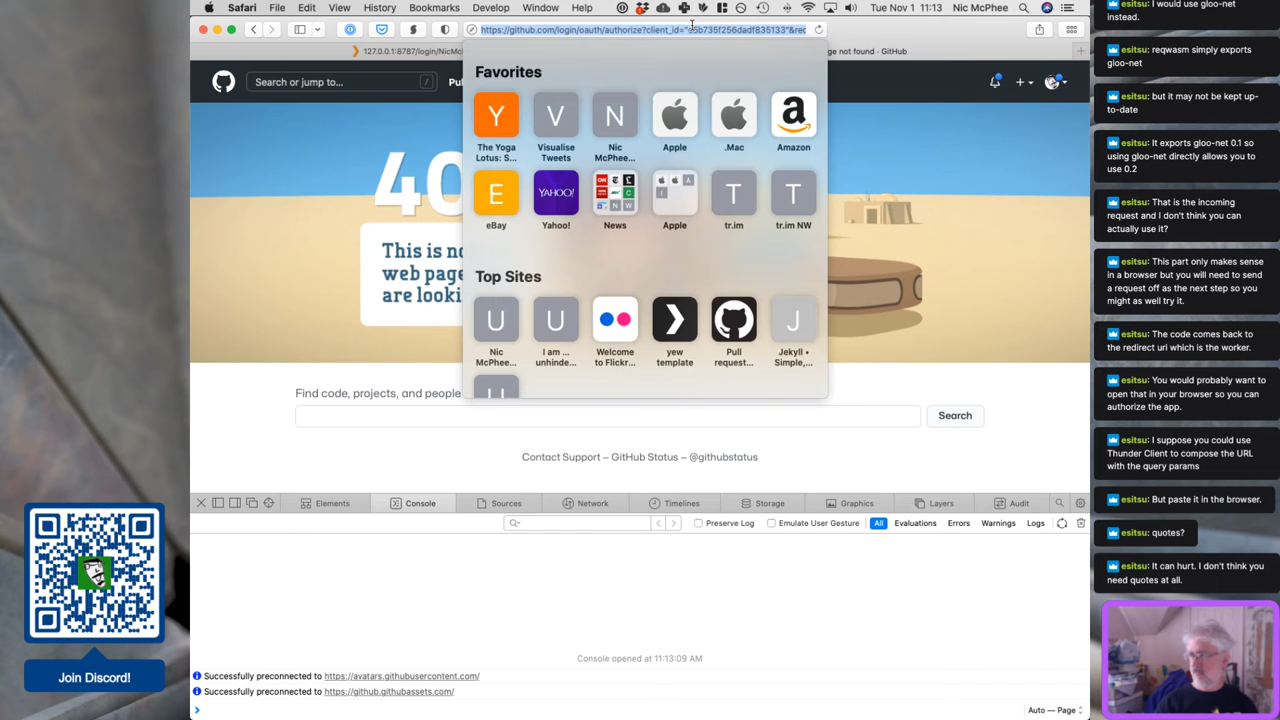 Safari File Edit View History Bookmarks Develop Window Help
Tue Nov 1 11:13 Nic McPhee
https://github.com/login/oauth/authorize?client_id="
127.0.0.1:8787/login/NicMc
ge not found · GitHub
Search or jump to... /
Pu
40
This is no
web page
are looki
Favorites
Y V N
The Yoga Lotus: S...
Visualise Tweets
Nic McPhee...
Apple
.Mac
Amazon
E YAHOO! T T
eBay Yahoo! News Apple tr.im tr.im NW
Top Sites
U U J
Nic McPhee...
I am ... unhinde...
Welcome to Flickr...
yew template
Pull request...
Jekyll • Simple,...
Find code, projects, and people
Search
Contact Support — GitHub Status — @githubstatus
Elements Console Sources Network Timelines Storage Graphics Layers Audit
Preserve Log Emulate User Gesture All Evaluations Errors Warnings Logs
Console opened at 11:13:09 AM
Successfully preconnected to https://avatars.githubusercontent.com/
Successfully preconnected to https://github.githubassets.com/
Auto — Page
Join Discord!
esitsu: I would use gloo-net
instead.
esitsu: reqwasm simply exports
gloo-net
esitsu: but it may not be kept up-
to-date
esitsu: It exports gloo-net 0.1 so
using gloo-net directly allows you to
use 0.2
esitsu: That is the incoming
request and I don't think you can
actually use it?
esitsu: This part only makes sense
in a browser but you will need to send
a request off as the next step so you
might as well try it.
esitsu: The code comes back to
the redirect uri which is the worker.
esitsu: You would probably want to
open that in your browser so you can
authorize the app.
esitsu: I suppose you could use
Thunder Client to compose the URL
with the query params
esitsu: But paste it in the browser.
esitsu: quotes?
esitsu: It can hurt. I don't think you
need quotes at all.